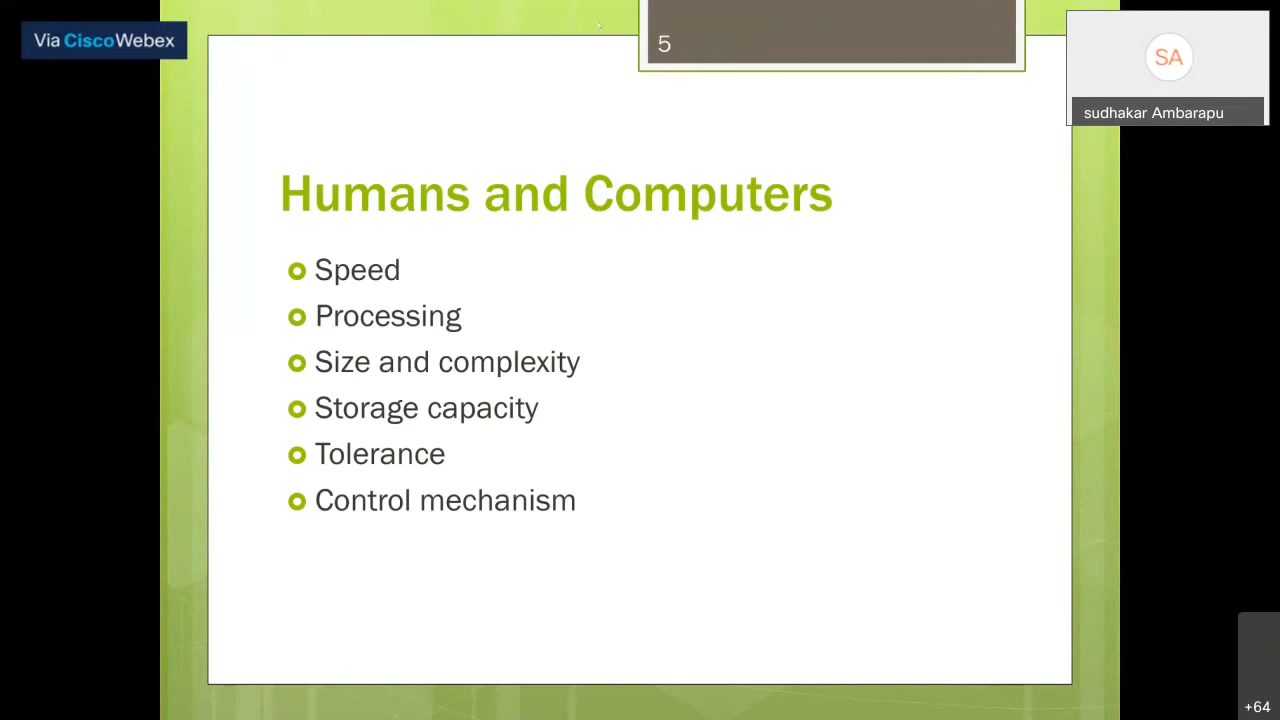 Via Cisco Webex
5
SA
sudhakar Ambarapu
Humans and Computers
Speed
Processing
Size and complexity
Storage capacity
Tolerance
Control mechanism
+64